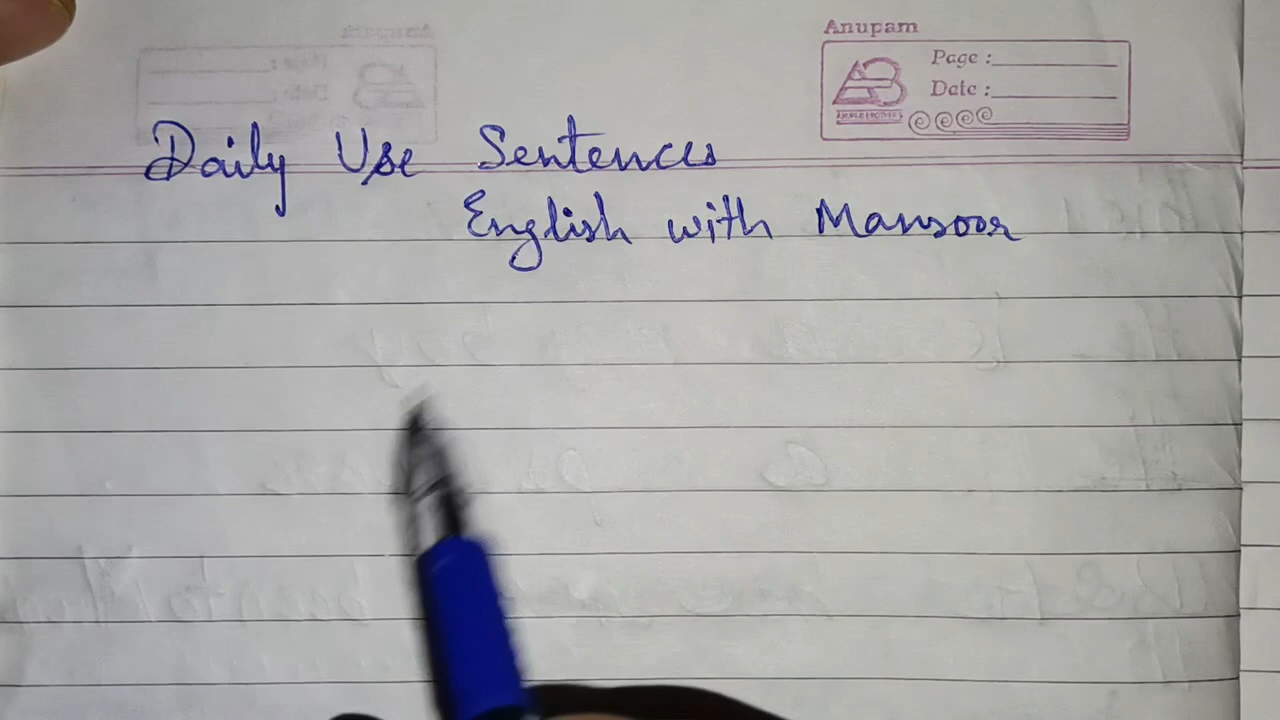 Anupam
Page :
Date :
Daily Use Sentences
English with Mansoor